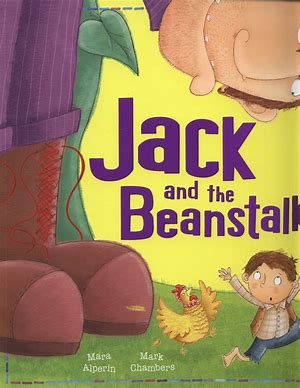 Jack
and the
Beanstalk
Mara Mark
Alperin Chambers